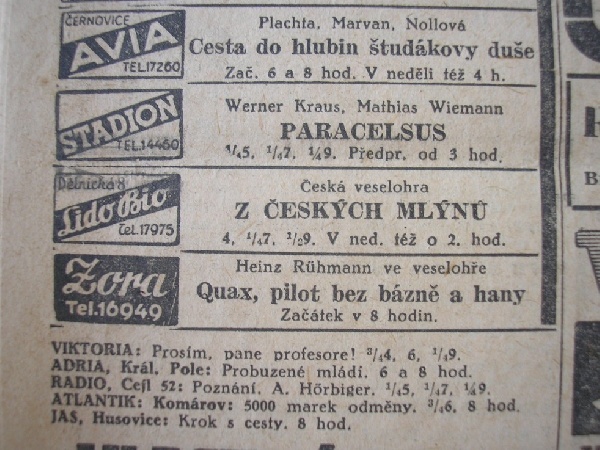 ČERNOVICE
AVIA
TEL.17260
Plachta, Marvan, Nollová
Cesta do hlubin študákovy duše
Zač. 6 a 8 hod. V neděli též 4 h.
STADION
TEL.14460
Werner Kraus, Mathias Wiemann
PARACELSUS
¾5, ¼7, ¼9. Předpr. od 3 hod.
Dělnická 8
Lido Bio
Tel. 17975
Česká veselohra
Z ČESKÝCH MLÝNŮ
4, ¼7, ½9. V ned. též o 2. hod.
Zora
Tel.16949
Heinz Rühmann ve veselohře
Quax, pilot bez bázně a hany
Začátek v 8 hodin.
VIKTORIA: Prosím, pane profesore! ¾4, 6, ¼9.
ADRIA, Král. Pole: Probuzené mládí. 6 a 8 hod.
RADIO, Cejl 52: Poznání, A. Hörbiger. ¼5, ¼7, ¼9.
ATLANTIK: Komárov: 5000 marek odměny. ¾6, 8 hod.
JAS, Husovice: Krok s cesty. 8 hod.